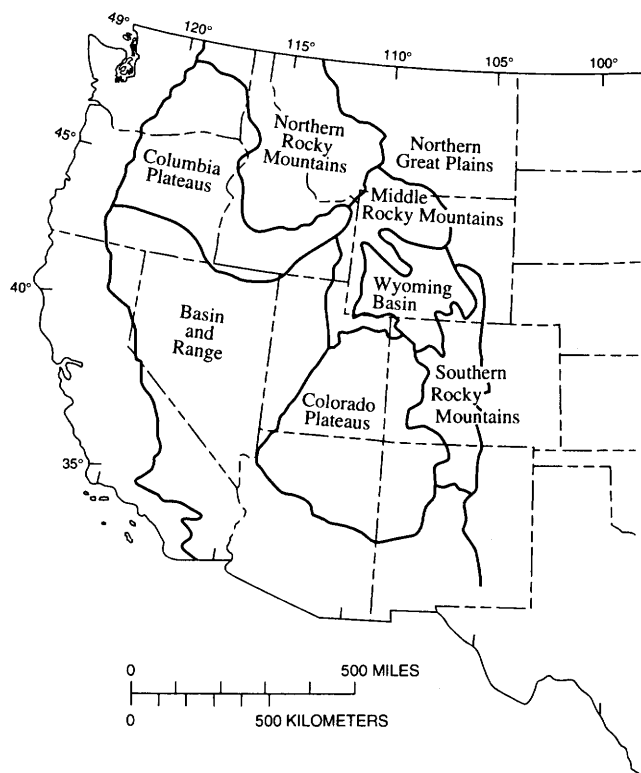 49°
120°
115°
110°
100°
45°
40°
35°
Northern
Rocky
Mountains
Northern
Great Plains
Columbia
Plateaus
Middle
Rocky Mountains
Wyoming
Basin
Basin
and
Range
Southern
Rocky
Mountains
Colorado
Plateaus
0
500 MILES
0
500 KILOMETERS